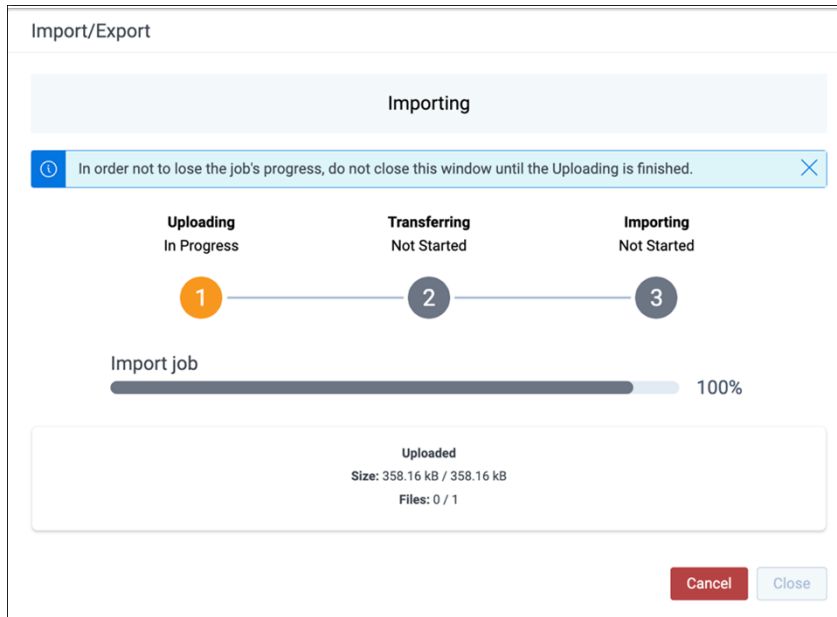 Import/Export
Importing
In order not to lose the job's progress, do not close this window until the Uploading is finished.
Uploading Transferring Importing
In Progress Not Started Not Started
1 2 3
Import job
100%
Uploaded
Size: 358.16 kB / 358.16 kB
Files: 0 / 1
Cancel Close